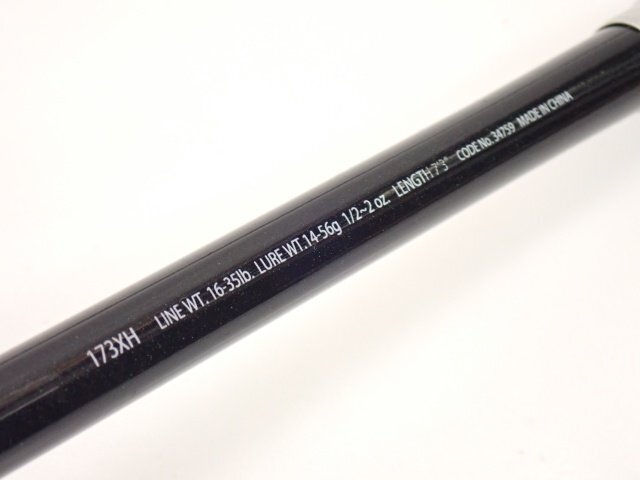 173XH LINE WT. 16-35lb. LURE WT.14-56g 1/2~2 oz. LENGTH 7'3" CODE No. 34759 MADE IN CHINA